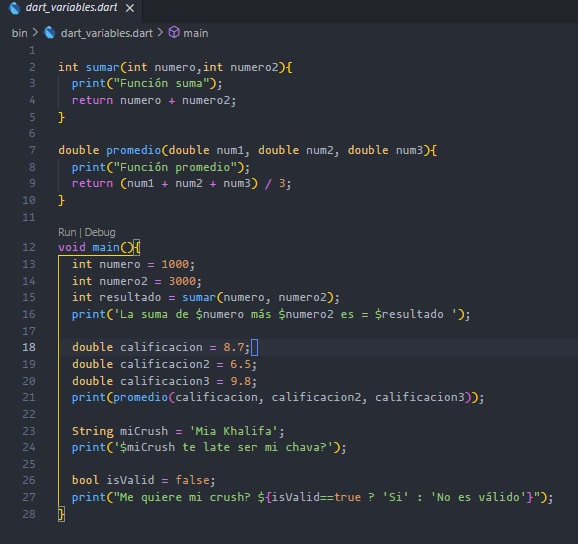 dart_variables.dart ×
bin > dart_variables.dart > main
1
2 int sumar(int numero,int numero2){
3   print("Función suma");
4   return numero + numero2;
5 }
6
7 double promedio(double num1, double num2, double num3){
8   print("Función promedio");
9   return (num1 + num2 + num3) / 3;
10 }
11
Run | Debug
12 void main(){
13   int numero = 1000;
14   int numero2 = 3000;
15   int resultado = sumar(numero, numero2);
16   print('La suma de $numero más $numero2 es = $resultado ');
17
18   double calificacion = 8.7;
19   double calificacion2 = 6.5;
20   double calificacion3 = 9.8;
21   print(promedio(calificacion, calificacion2, calificacion3));
22
23   String miCrush = 'Mia Khalifa';
24   print('$miCrush te late ser mi chava?');
25
26   bool isValid = false;
27   print("Me quiere mi crush? ${isValid==true ? 'Si' : 'No es válido'}");
28 }